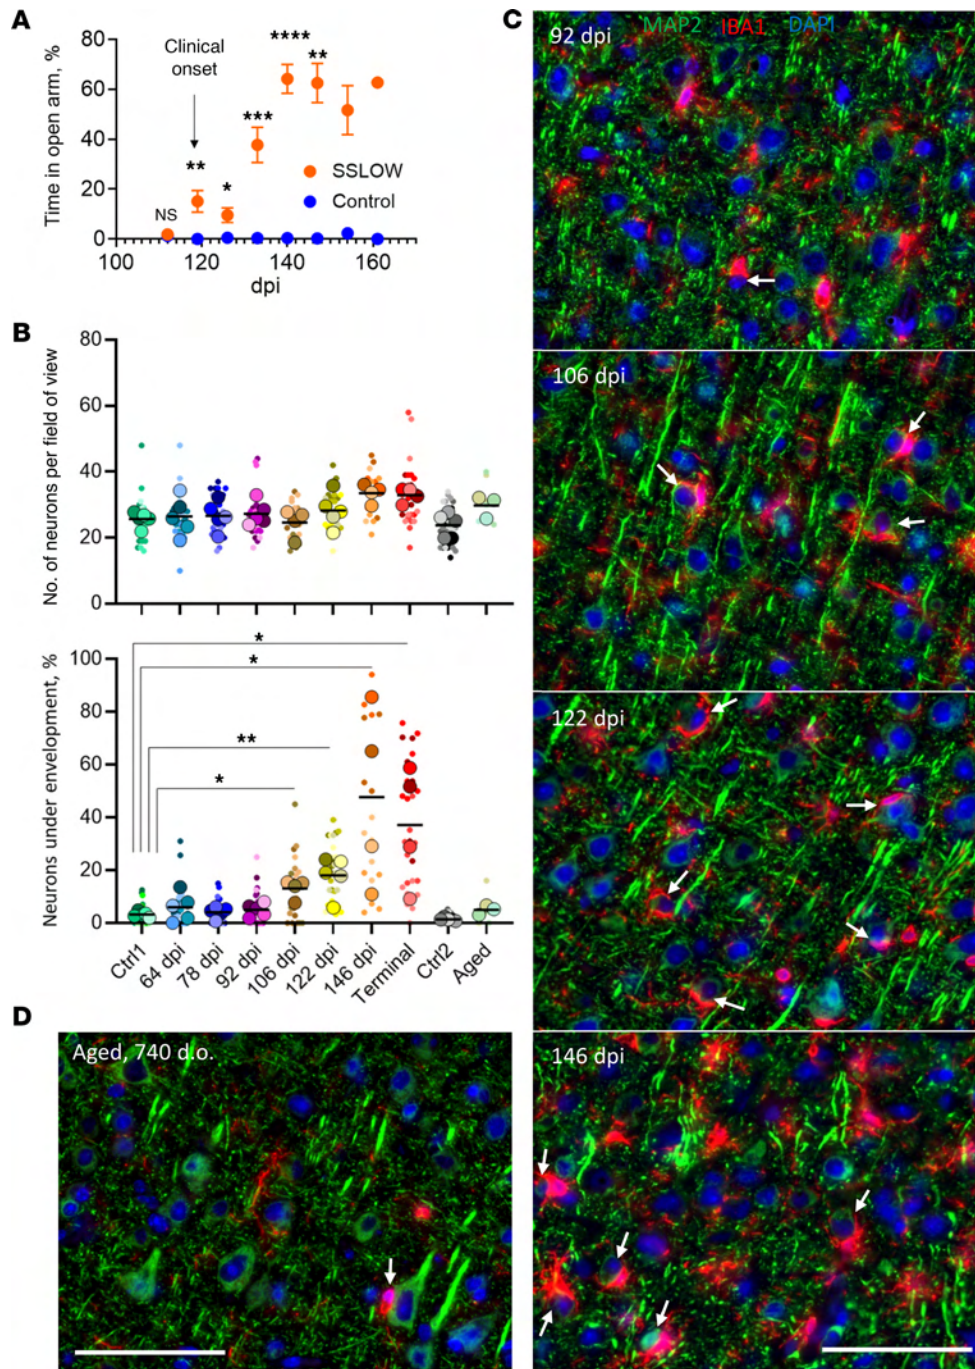 A
Time in open arm, %
80
60
40
20
0
100
120
140
160
dpi
Clinical
onset
NS
**
*
***
****
**
SSLOW
Control
B
No. of neurons per field of view
80
60
40
20
0
Neurons under envelopment, %
100
80
60
40
20
0
*
*
**
*
Ctrl1
64 dpi
78 dpi
92 dpi
106 dpi
122 dpi
146 dpi
Terminal
Ctrl2
Aged
C
92 dpi
MAP2 IBA1 DAPI
106 dpi
122 dpi
146 dpi
D
Aged, 740 d.o.